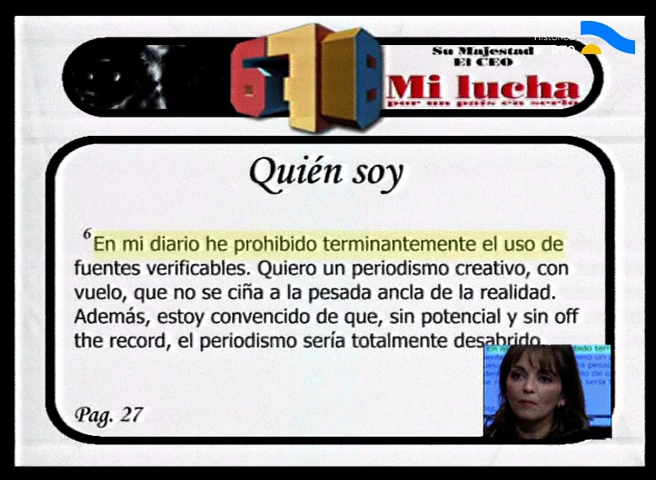 Histórico
Su Majestad
El CEO
678
Mi lucha
por un país en serio
Quién soy
6 En mi diario he prohibido terminantemente el uso de
fuentes verificables. Quiero un periodismo creativo, con
vuelo, que no se ciña a la pesada ancla de la realidad.
Además, estoy convencido de que, sin potencial y sin off
the record, el periodismo sería totalmente desabrido.
Pag. 27